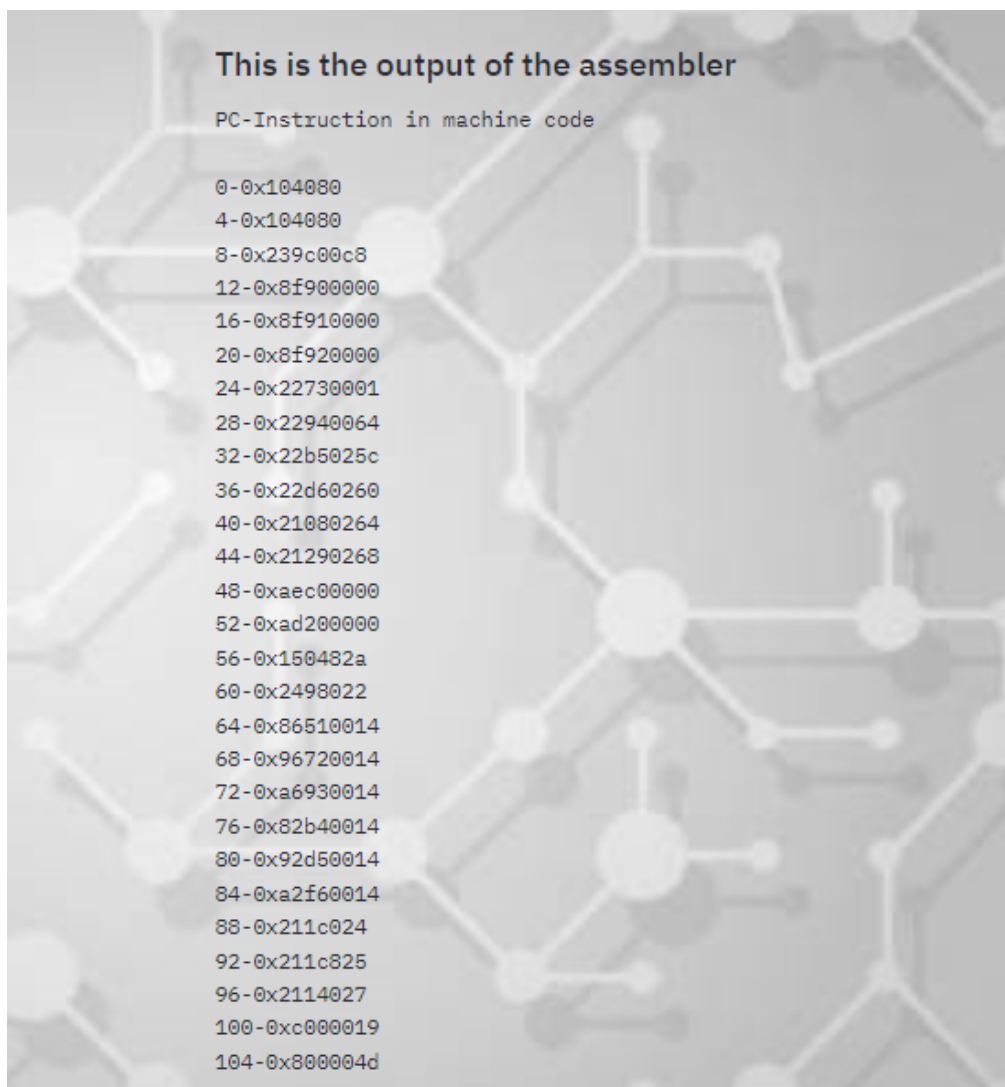 This is the output of the assembler
PC-Instruction in machine code
0-0x104080
4-0x104080
8-0x239c00c8
12-0x8f900000
16-0x8f910000
20-0x8f920000
24-0x22730001
28-0x22940064
32-0x22b5025c
36-0x22d60260
40-0x21080264
44-0x21290268
48-0xaec00000
52-0xad200000
56-0x150482a
60-0x2498022
64-0x86510014
68-0x96720014
72-0xa6930014
76-0x82b40014
80-0x92d50014
84-0xa2f60014
88-0x211c024
92-0x211c825
96-0x2114027
100-0xc000019
104-0x800004d